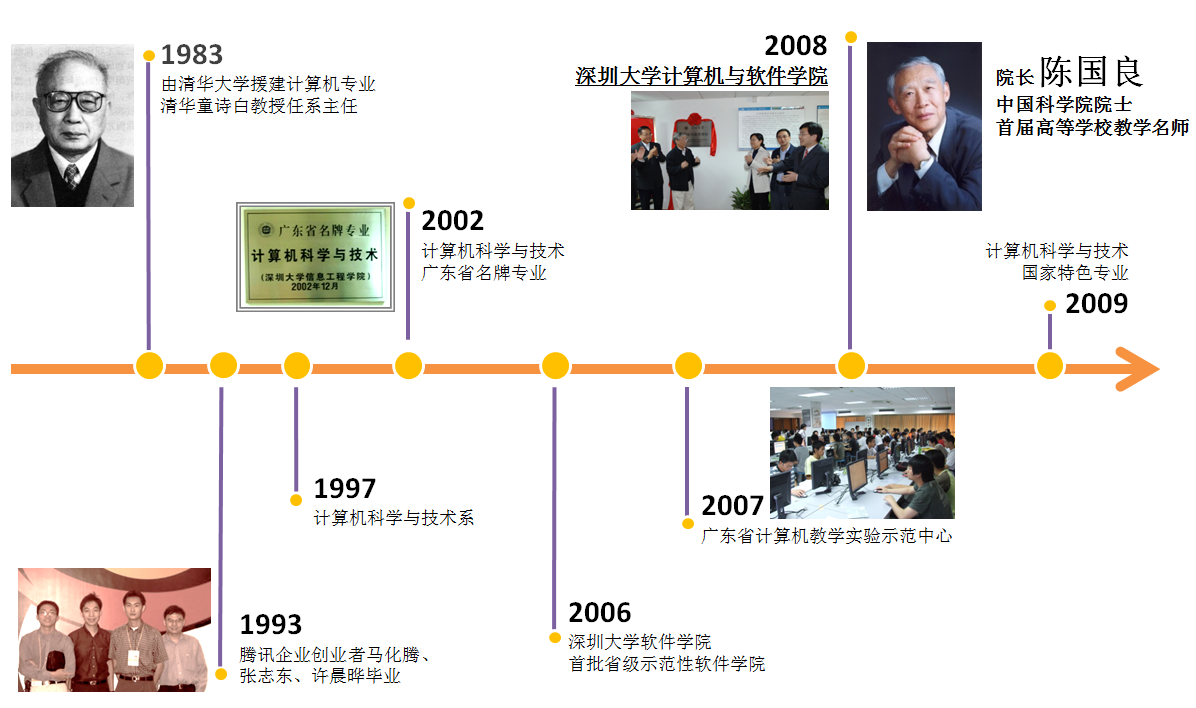 1983
由清华大学援建计算机专业
清华童诗白教授任系主任
2008
深圳大学计算机与软件学院
院长 陈国良
中国科学院院士
首届高等学校教学名师
广东省名牌专业
计算机科学与技术
(深圳大学信息工程学院)
2002年12月
2002
计算机科学与技术
广东省名牌专业
计算机科学与技术
国家特色专业
2009
1997
计算机科学与技术系
2007
广东省计算机教学实验示范中心
1993
腾讯企业创业者马化腾、
张志东、许晨晔毕业
2006
深圳大学软件学院
首批省级示范性软件学院